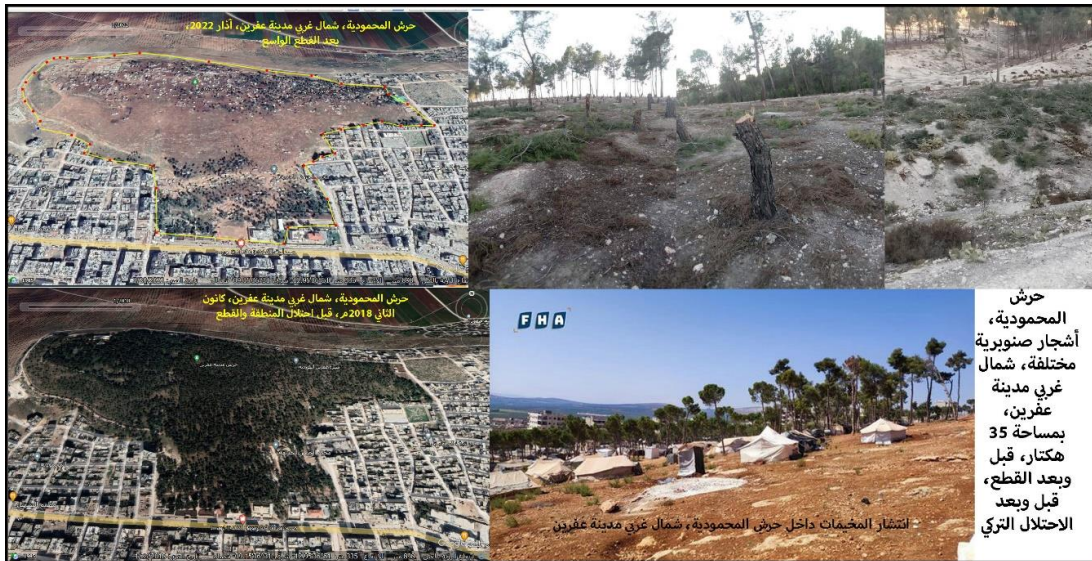 حرش المحمودية، شمال غربي مدينة عفرين، آذار 2022،
بعد القطع الواسع
حرش المحمودية، شمال غربي مدينة عفرين، كانون
الثاني 2018م، قبل احتلال المنطقة والقطع
FHA
انتشار المخيمات داخل حرش المحمودية، شمال غربي مدينة عفرين
حرش
المحمودية،
أشجار صنوبرية
مختلفة، شمال
غربي مدينة
عفرين،
بمساحة 35
هكتار، قبل
وبعد القطع،
قبل وبعد
الاحتلال التركي